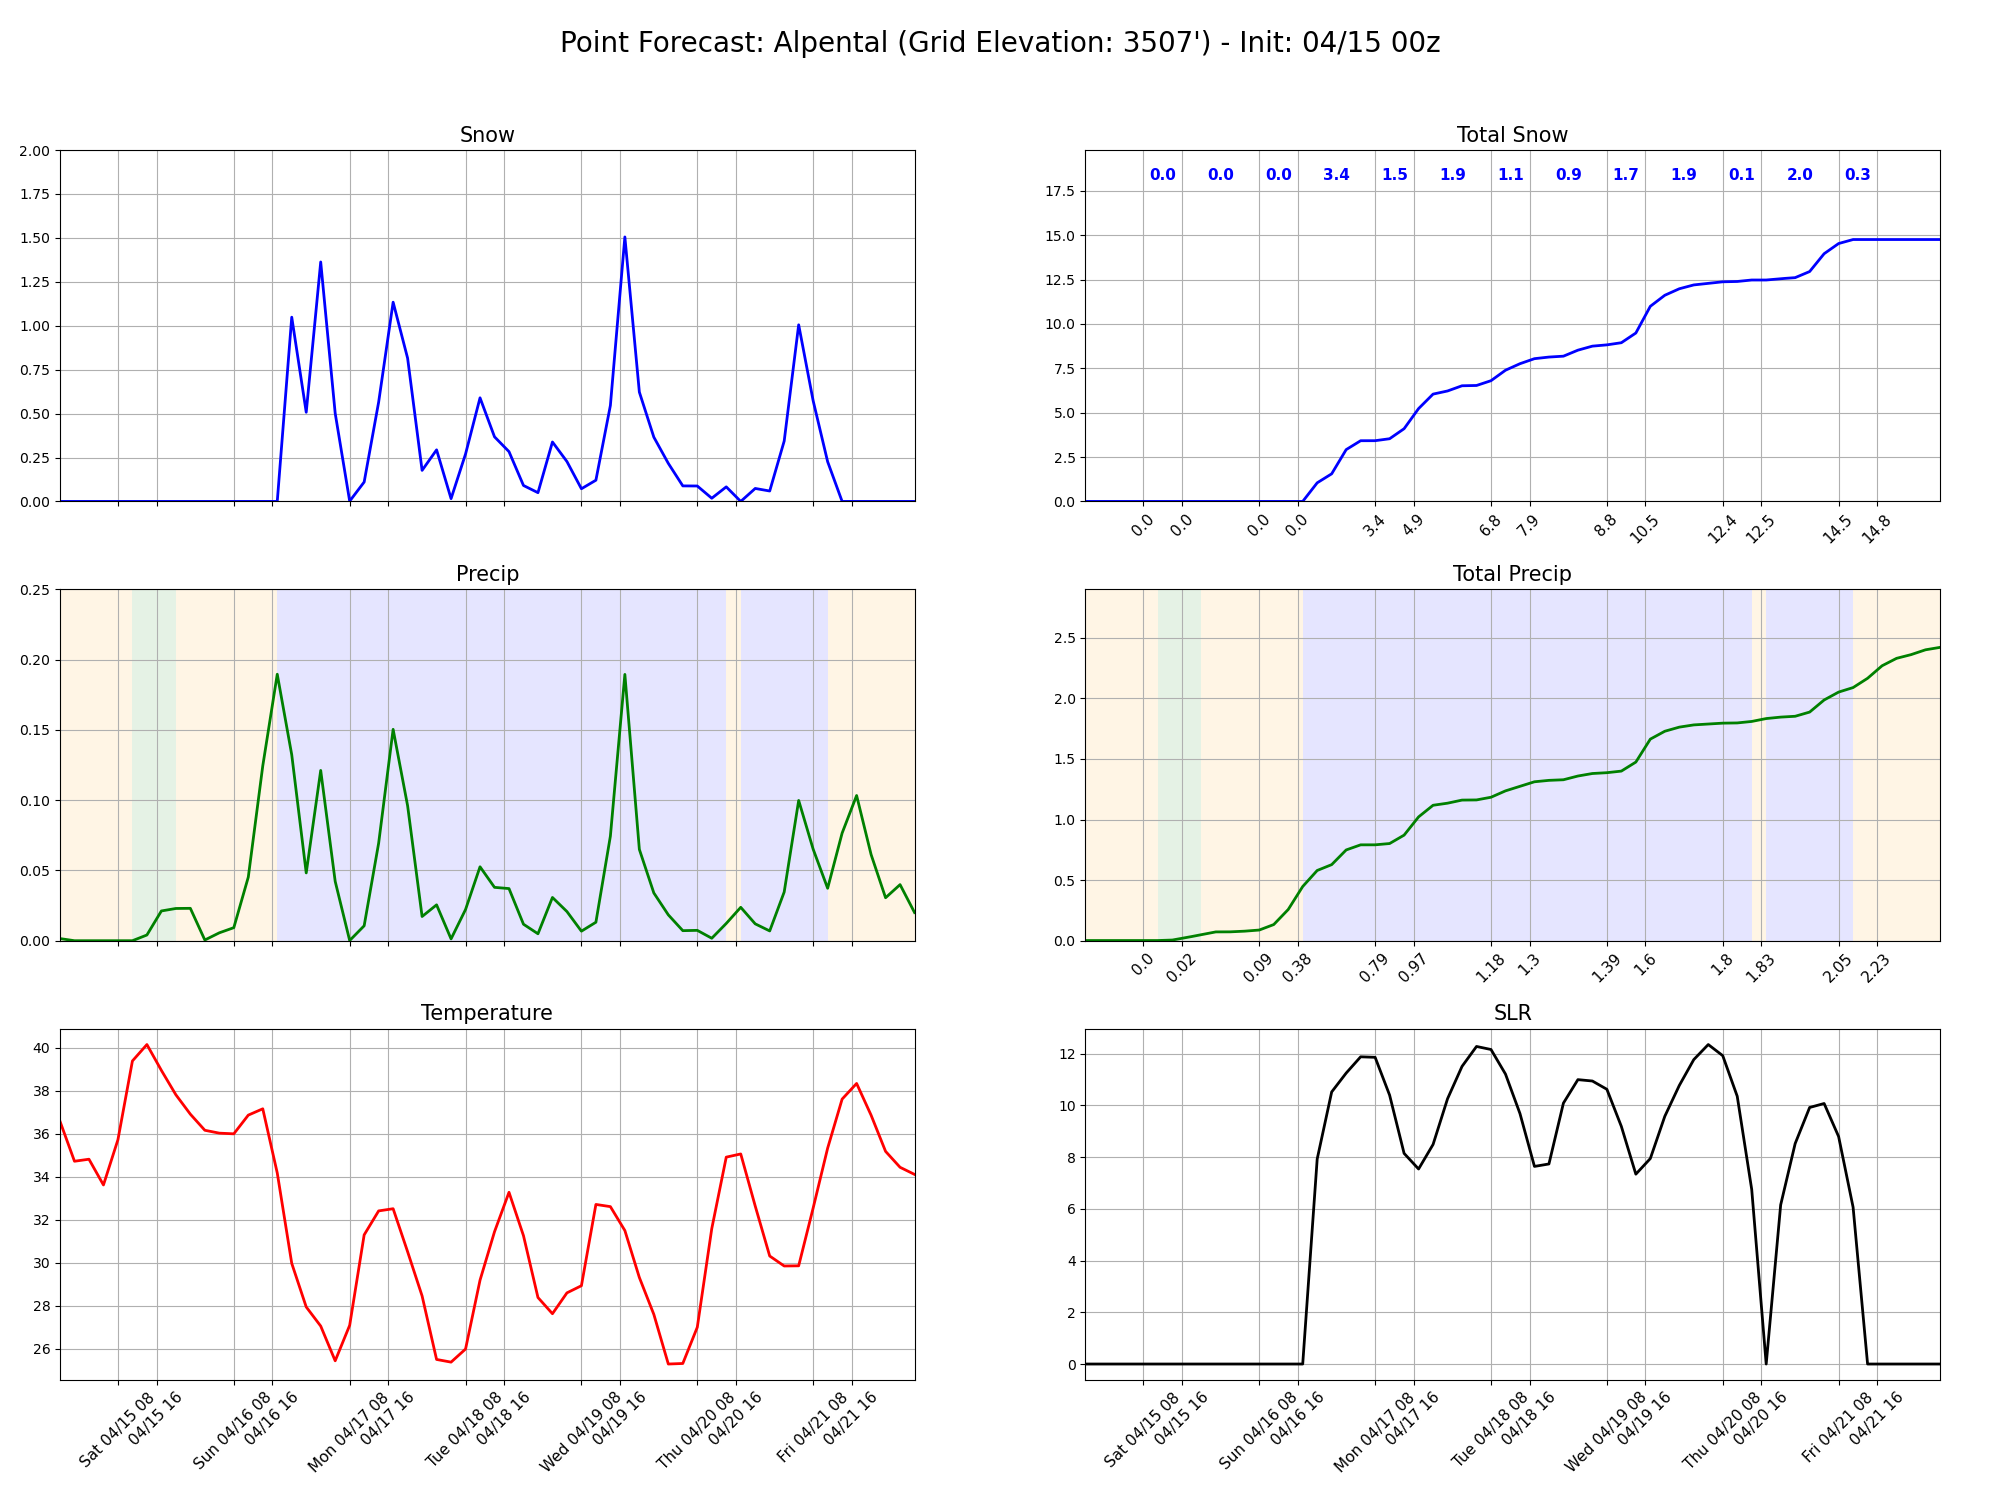 Point Forecast: Alpental (Grid Elevation: 3507') - Init: 04/15 00z
Snow
2.00
1.75
1.50
1.25
1.00
0.75
0.50
0.25
0.00
Total Snow
0.0 0.0 0.0 3.4 1.5 1.9 1.1 0.9 1.7 1.9 0.1 2.0 0.3
17.5
15.0
12.5
10.0
7.5
5.0
2.5
0.0
0.0 0.0 0.0 0.0 3.4 4.9 6.8 7.9 8.8 10.5 12.4 12.5 14.5 14.8
Precip
0.25
0.20
0.15
0.10
0.05
0.00
Total Precip
2.5
2.0
1.5
1.0
0.5
0.0
0.0 0.02 0.09 0.38 0.79 0.97 1.18 1.3 1.39 1.6 1.8 1.83 2.05 2.23
Temperature
40
38
36
34
32
30
28
26
Sat 04/15 08
04/15 16
Sun 04/16 08
04/16 16
Mon 04/17 08
04/17 16
Tue 04/18 08
04/18 16
Wed 04/19 08
04/19 16
Thu 04/20 08
04/20 16
Fri 04/21 08
04/21 16
SLR
12
10
8
6
4
2
0
Sat 04/15 08
04/15 16
Sun 04/16 08
04/16 16
Mon 04/17 08
04/17 16
Tue 04/18 08
04/18 16
Wed 04/19 08
04/19 16
Thu 04/20 08
04/20 16
Fri 04/21 08
04/21 16